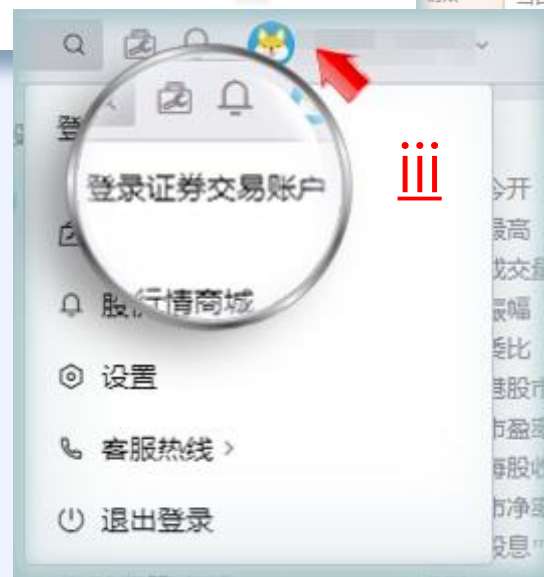 iii
登
登录证券交易账户
行情商城
设置
客服热线 >
退出登录
今开
最高
成交量
振幅
委比
港股市
市盈率
每股收
市净率
股息